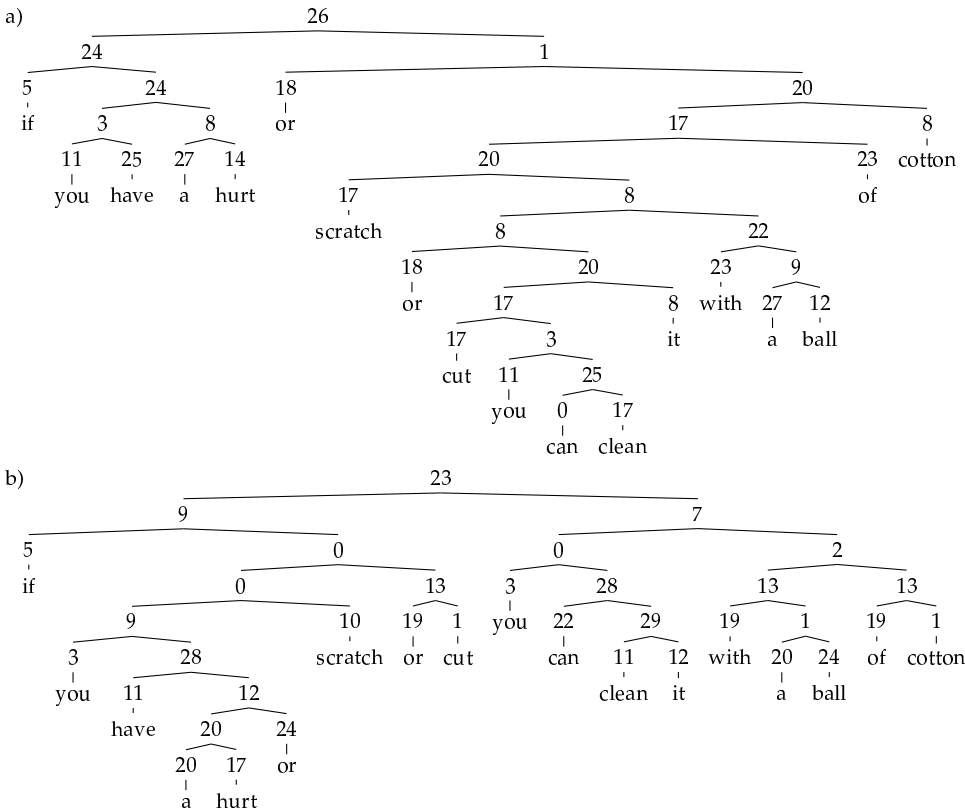 a) 26
24 1
5 24 18 20
if 3 8 or 17 8
11 25 27 14 20 23 cotton
you have a hurt 17 8 of
scratch 8 22
18 20 23 9
or 17 8 with 27 12
17 3 it a ball
cut 11 25
you 0 17
can clean
b) 23
9 7
5 0 0 2
if 0 13 3 28 13 13
9 10 19 1 you 22 29 19 1 19 1
3 28 scratch or cut can 11 12 with 20 24 of cotton
you 11 12 clean it a ball
have 20 24
20 17 or
a hurt